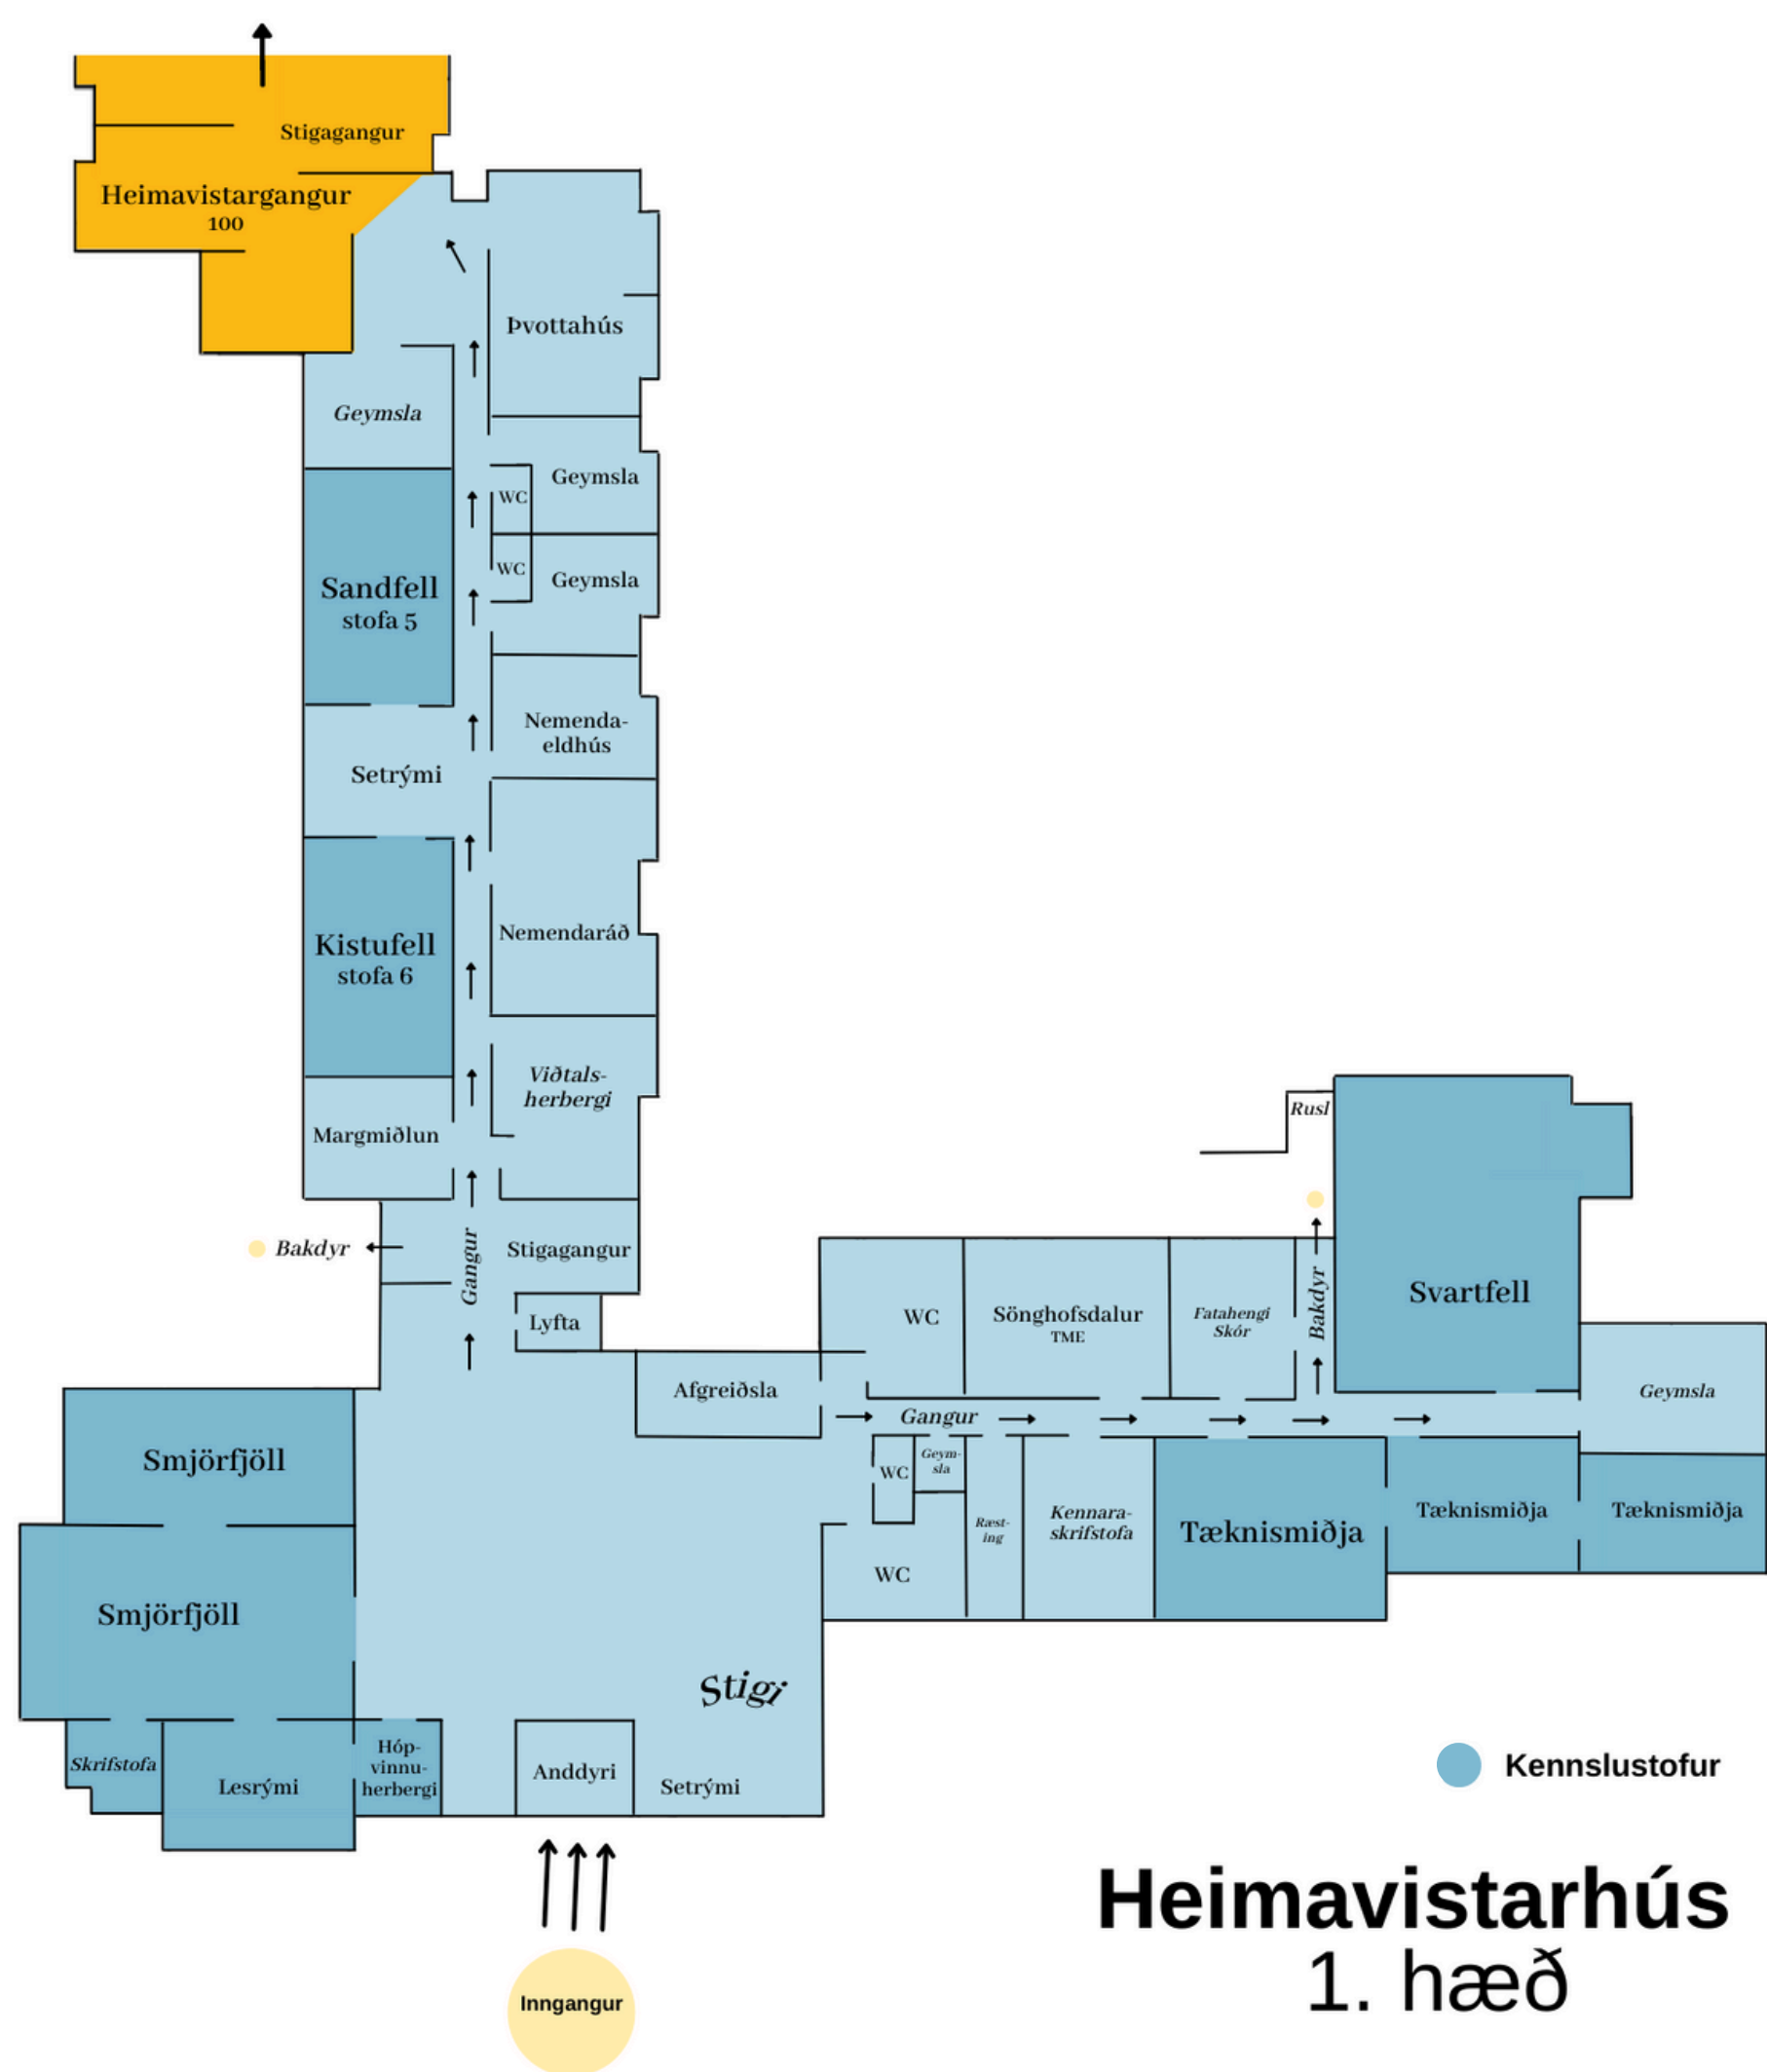 Stigagangur
Heimavistargangur
100
Þvottahús
Geymsla
Geymsla
WC
WC
Geymsla
Sandfell
stofa 5
Nemenda-
eldhús
Setrými
Nemendaráð
Kistufell
stofa 6
Viðtals-
herbergi
Margmiðlun
Bakdyr
Gangur
Stigagangur
Lyfta
Afgreiðsla
WC
Sönghofsdalur
TME
Fatahengi
Skór
Bakdyr
Rusl
Svartfell
Geymsla
Gangur
WC
Geym-
sla
Ræst-
ing
Kennara-
skrifstofa
WC
Tæknismiðja
Tæknismiðja
Tæknismiðja
Smjörfjöll
Smjörfjöll
Skrifstofa
Lesrými
Hóp-
vinnu-
herbergi
Anddyri
Setrými
Stigi
Inngangur
Kennslustofur
Heimavistarhús
1. hæð